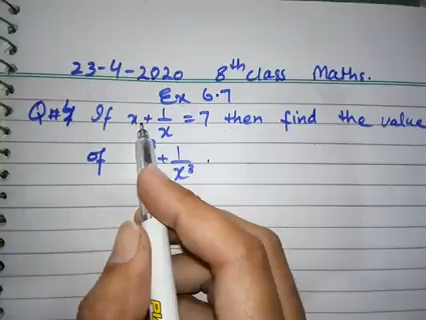 23-4-2020 8th class Maths.
Ex 6.7
Q#4 If x + 1/x = 7 then find the value
of + 1/x³ .